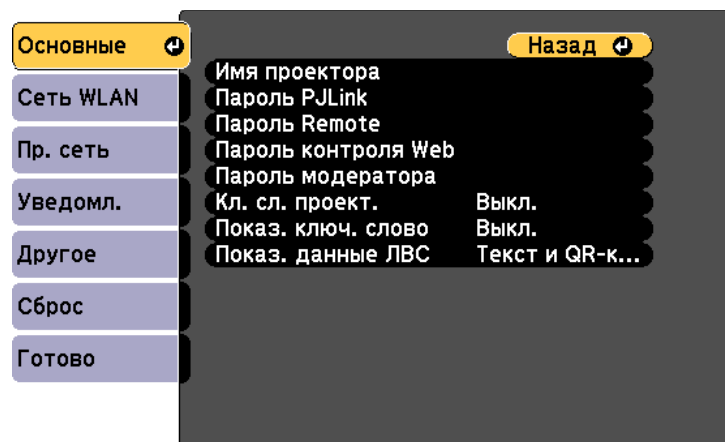 Основные
Сеть WLAN
Пр. сеть
Уведомл.
Другое
Сброс
Готово
Назад
Имя проектора
Пароль PJLink
Пароль Remote
Пароль контроля Web
Пароль модератора
Кл. сл. проект. Выкл.
Показ. ключ. слово Выкл.
Показ. данные ЛВС Текст и QR-к...